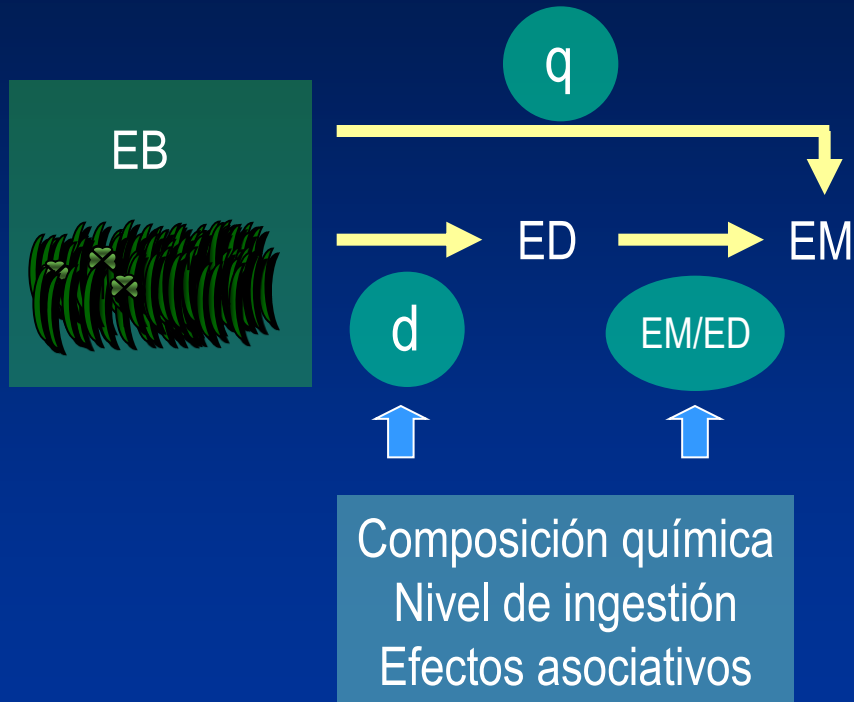 q
EB
ED
EM
d
EM/ED
Composición química
Nivel de ingestión
Efectos asociativos